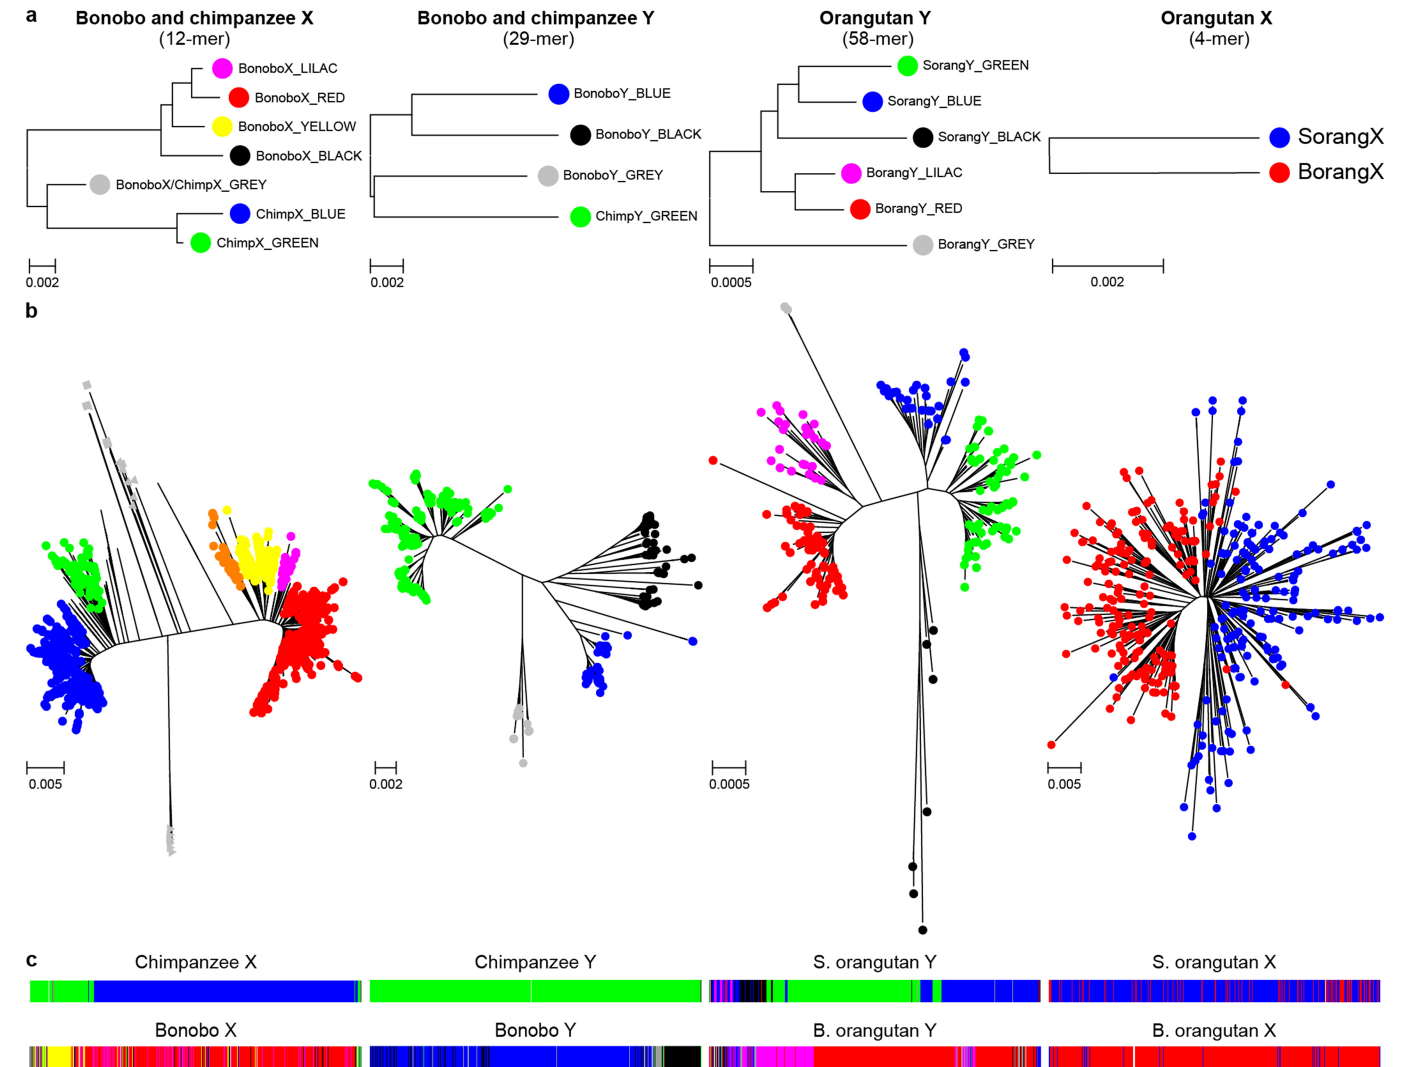 a
Bonobo and chimpanzee X
(12-mer)
BonoboX_LILAC
BonoboX_RED
BonoboX_YELLOW
BonoboX_BLACK
BonoboX/ChimpX_GREY
ChimpX_BLUE
ChimpX_GREEN
0.002
Bonobo and chimpanzee Y
(29-mer)
BonoboY_BLUE
BonoboY_BLACK
BonoboY_GREY
ChimpY_GREEN
0.002
Orangutan Y
(58-mer)
SorangY_GREEN
SorangY_BLUE
SorangY_BLACK
BorangY_LILAC
BorangY_RED
BorangY_GREY
0.0005
Orangutan X
(4-mer)
SorangX
BorangX
0.002
b
0.005
0.002
0.0005
0.005
c
Chimpanzee X
Chimpanzee Y
S. orangutan Y
S. orangutan X
Bonobo X
Bonobo Y
B. orangutan Y
B. orangutan X